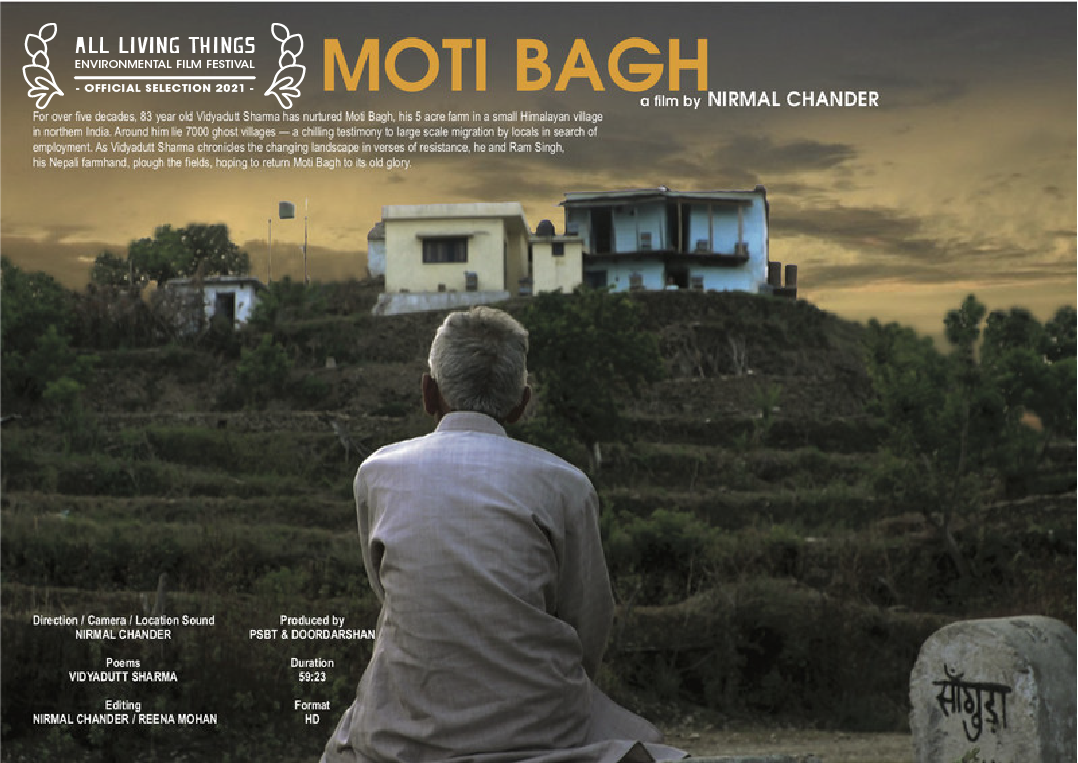 ALL LIVING THINGS
ENVIRONMENTAL FILM FESTIVAL
- OFFICIAL SELECTION 2021 -
MOTI BAGH
a film by NIRMAL CHANDER
For over five decades, 83 year old Vidyadutt Sharma has nurtured Moti Bagh, his 5 acre farm in a small Himalayan village
in northern India. Around him lie 7000 ghost villages — a chilling testimony to large scale migration by locals in search of
employment. As Vidyadutt Sharma chronicles the changing landscape in verses of resistance, he and Ram Singh,
his Nepali farmhand, plough the fields, hoping to return Moti Bagh to its old glory.
Direction / Camera / Location Sound
NIRMAL CHANDER
Poems
VIDYADUTT SHARMA
Editing
NIRMAL CHANDER / REENA MOHAN
Produced by
PSBT & DOORDARSHAN
Duration
59:23
Format
HD
साँगुड़ा